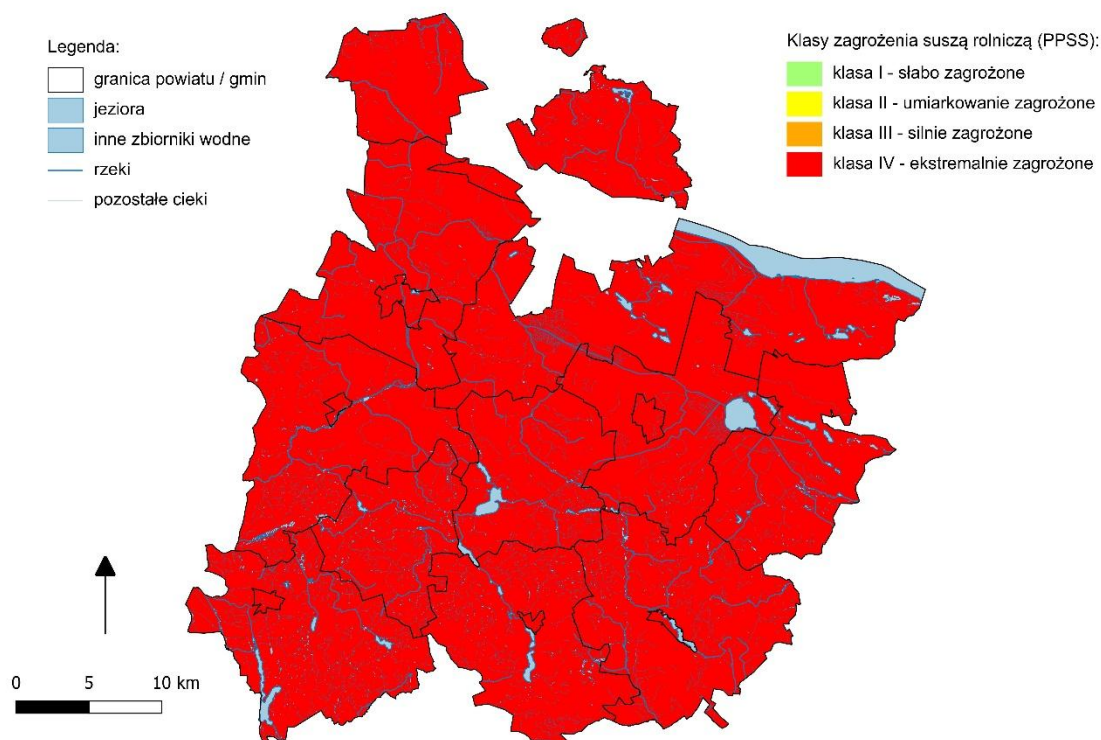 Legenda:
granica powiatu / gmin
jeziora
inne zbiorniki wodne
rzeki
pozostałe cieki
Klasy zagrożenia suszą rolniczą (PPSS):
klasa I - słabo zagrożone
klasa II - umiarkowanie zagrożone
klasa III - silnie zagrożone
klasa IV - ekstremalnie zagrożone
0 5 10 km